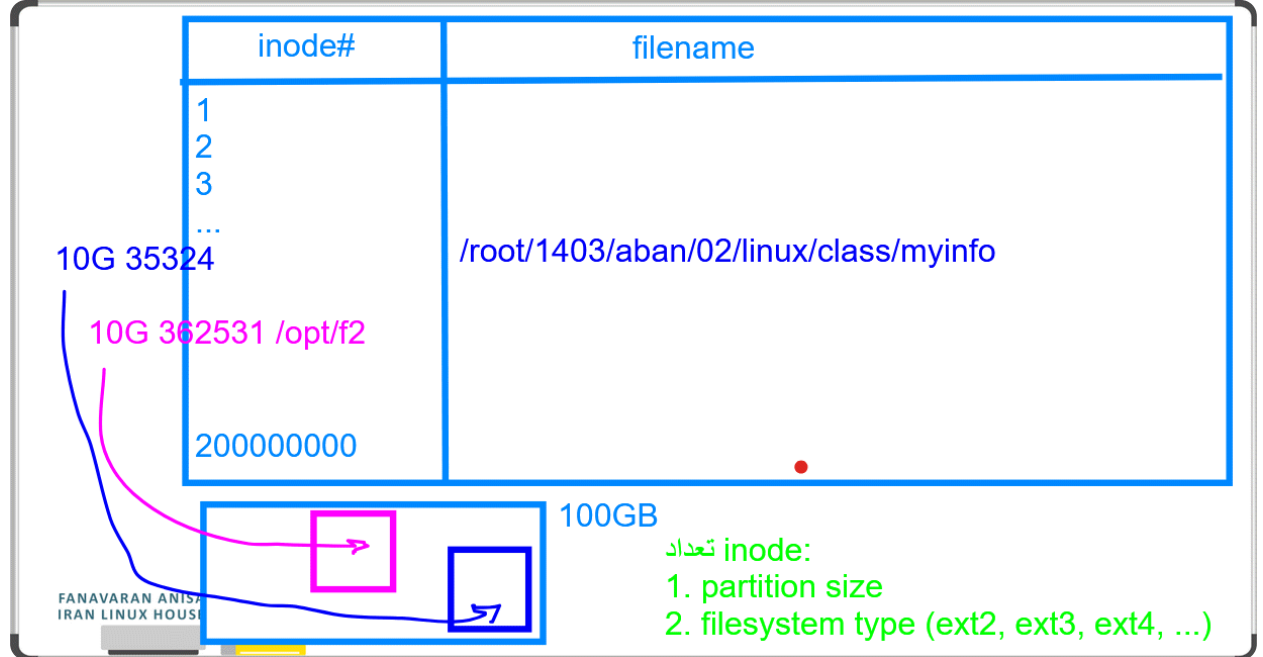 inode# filename
1
2
3
...
10G 35324 /root/1403/aban/02/linux/class/myinfo
10G 362531 /opt/f2
200000000
100GB
تعداد inode:
1. partition size
2. filesystem type (ext2, ext3, ext4, ...)
FANAVARAN ANISA
IRAN LINUX HOUS